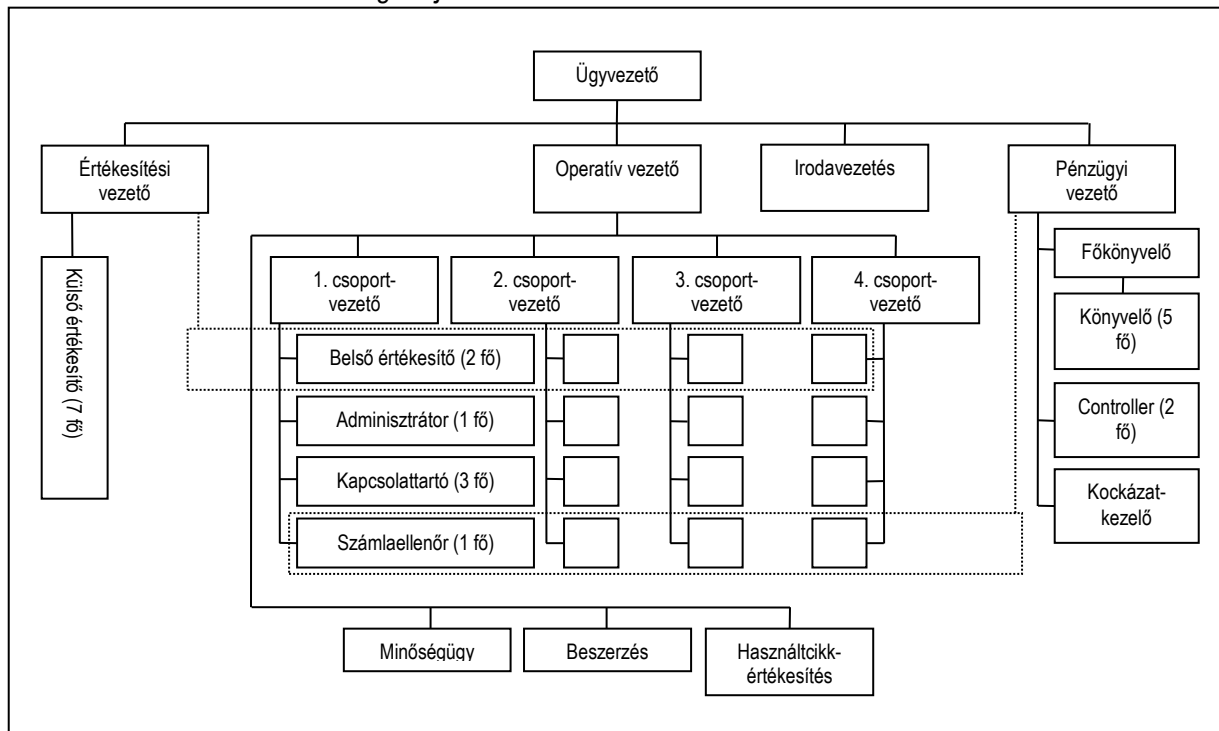 Ügyvezető
Értékesítési
vezető
Operatív vezető
Irodavezetés
Pénzügyi
vezető
Külső értékesítő (7 fő)
1. csoport-
vezető
2. csoport-
vezető
3. csoport-
vezető
4. csoport-
vezető
Főkönyvelő
Könyvelő (5
fő)
Controller (2
fő)
Kockázat-
kezelő
Belső értékesítő (2 fő)
Adminisztrátor (1 fő)
Kapcsolattartó (3 fő)
Számlaellenőr (1 fő)
Minőségügy
Beszerzés
Használtcikk-
értékesítés